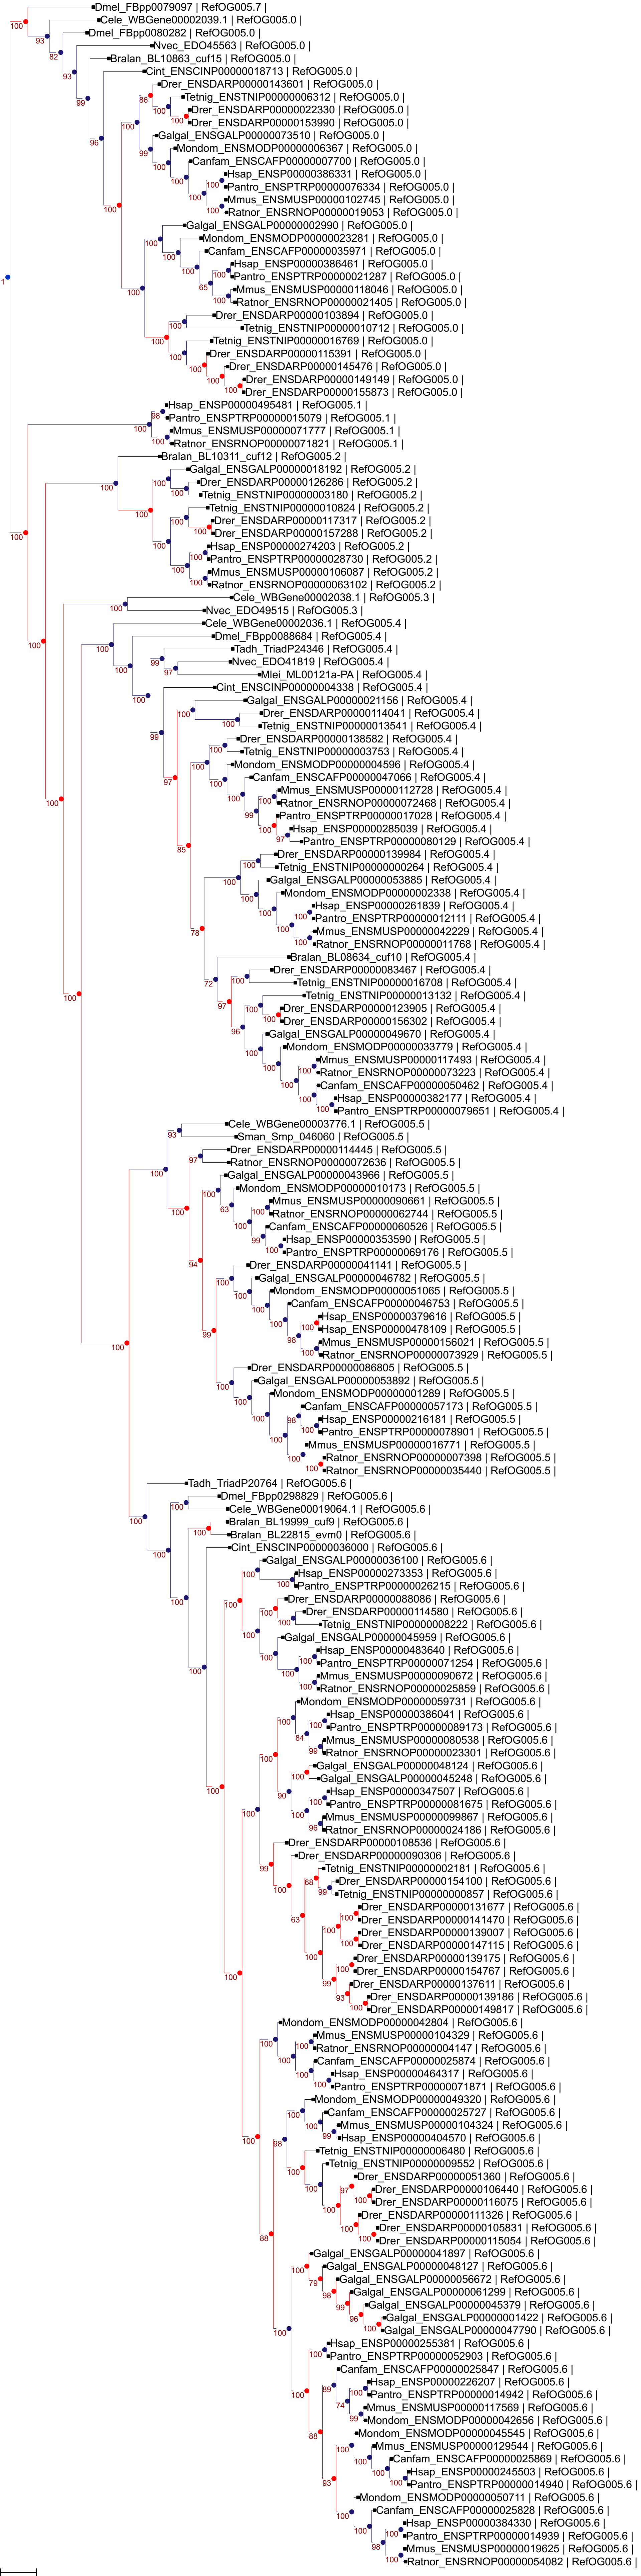 Dmel_FBpp0079097 | RefOG005.7 |
Cele_WBGene00002039.1 | RefOG005.0 |
Dmel_FBpp0080282 | RefOG005.0 |
Nvec_EDO45563 | RefOG005.0 |
Bralan_BL10863_cuf15 | RefOG005.0 |
Cint_ENSCINP00000018713 | RefOG005.0 |
Drer_ENSDARP00000143601 | RefOG005.0 |
Tetnig_ENSTNIP00000006312 | RefOG005.0 |
Drer_ENSDARP00000022330 | RefOG005.0 |
Drer_ENSDARP00000153990 | RefOG005.0 |
Galgal_ENSGALP00000073510 | RefOG005.0 |
Mondom_ENSMODP00000006367 | RefOG005.0 |
Canfam_ENSCAFP00000007700 | RefOG005.0 |
Hsap_ENSP00000386331 | RefOG005.0 |
Pantro_ENSPTRP00000076334 | RefOG005.0 |
Mmus_ENSMUSP00000102745 | RefOG005.0 |
Ratnor_ENSRNOP00000019053 | RefOG005.0 |
Galgal_ENSGALP00000002990 | RefOG005.0 |
Mondom_ENSMODP00000023281 | RefOG005.0 |
Canfam_ENSCAFP00000035971 | RefOG005.0 |
Hsap_ENSP00000386461 | RefOG005.0 |
Pantro_ENSPTRP00000021287 | RefOG005.0 |
Mmus_ENSMUSP00000118046 | RefOG005.0 |
Ratnor_ENSRNOP00000021405 | RefOG005.0 |
Drer_ENSDARP00000103894 | RefOG005.0 |
Tetnig_ENSTNIP00000010712 | RefOG005.0 |
Tetnig_ENSTNIP00000016769 | RefOG005.0 |
Drer_ENSDARP00000115391 | RefOG005.0 |
Drer_ENSDARP00000145476 | RefOG005.0 |
Drer_ENSDARP00000149149 | RefOG005.0 |
Drer_ENSDARP00000155873 | RefOG005.0 |
Hsap_ENSP00000495481 | RefOG005.1 |
Pantro_ENSPTRP00000015079 | RefOG005.1 |
Mmus_ENSMUSP00000071777 | RefOG005.1 |
Ratnor_ENSRNOP00000071821 | RefOG005.1 |
Bralan_BL10311_cuf12 | RefOG005.2 |
Galgal_ENSGALP00000018192 | RefOG005.2 |
Drer_ENSDARP00000126286 | RefOG005.2 |
Tetnig_ENSTNIP00000003180 | RefOG005.2 |
Tetnig_ENSTNIP00000010824 | RefOG005.2 |
Drer_ENSDARP00000117317 | RefOG005.2 |
Drer_ENSDARP00000157288 | RefOG005.2 |
Hsap_ENSP00000274203 | RefOG005.2 |
Pantro_ENSPTRP00000028730 | RefOG005.2 |
Mmus_ENSMUSP00000106087 | RefOG005.2 |
Ratnor_ENSRNOP00000063102 | RefOG005.2 |
Cele_WBGene00002038.1 | RefOG005.3 |
Nvec_EDO49515 | RefOG005.3 |
Cele_WBGene00002036.1 | RefOG005.4 |
Dmel_FBpp0088684 | RefOG005.4 |
Tadh_TriadP24346 | RefOG005.4 |
Nvec_EDO41819 | RefOG005.4 |
Mlei_ML00121a-PA | RefOG005.4 |
Cint_ENSCINP00000004338 | RefOG005.4 |
Galgal_ENSGALP00000021156 | RefOG005.4 |
Drer_ENSDARP00000114041 | RefOG005.4 |
Tetnig_ENSTNIP00000013541 | RefOG005.4 |
Drer_ENSDARP00000138582 | RefOG005.4 |
Tetnig_ENSTNIP00000003753 | RefOG005.4 |
Mondom_ENSMODP00000004596 | RefOG005.4 |
Canfam_ENSCAFP00000047066 | RefOG005.4 |
Mmus_ENSMUSP00000112728 | RefOG005.4 |
Ratnor_ENSRNOP00000072468 | RefOG005.4 |
Pantro_ENSPTRP00000017028 | RefOG005.4 |
Hsap_ENSP00000285039 | RefOG005.4 |
Pantro_ENSPTRP00000080129 | RefOG005.4 |
Drer_ENSDARP00000139984 | RefOG005.4 |
Tetnig_ENSTNIP00000000264 | RefOG005.4 |
Galgal_ENSGALP00000053885 | RefOG005.4 |
Mondom_ENSMODP00000002338 | RefOG005.4 |
Hsap_ENSP00000261839 | RefOG005.4 |
Pantro_ENSPTRP00000012111 | RefOG005.4 |
Mmus_ENSMUSP00000042229 | RefOG005.4 |
Ratnor_ENSRNOP00000011768 | RefOG005.4 |
Bralan_BL08634_cuf10 | RefOG005.4 |
Drer_ENSDARP00000083467 | RefOG005.4 |
Tetnig_ENSTNIP00000016708 | RefOG005.4 |
Tetnig_ENSTNIP00000013132 | RefOG005.4 |
Drer_ENSDARP00000123905 | RefOG005.4 |
Drer_ENSDARP00000156302 | RefOG005.4 |
Galgal_ENSGALP00000049670 | RefOG005.4 |
Mondom_ENSMODP00000033779 | RefOG005.4 |
Mmus_ENSMUSP00000117493 | RefOG005.4 |
Ratnor_ENSRNOP00000073223 | RefOG005.4 |
Canfam_ENSCAFP00000050462 | RefOG005.4 |
Hsap_ENSP00000382177 | RefOG005.4 |
Pantro_ENSPTRP00000079651 | RefOG005.4 |
Cele_WBGene00003776.1 | RefOG005.5 |
Sman_Smp_046060 | RefOG005.5 |
Drer_ENSDARP00000114445 | RefOG005.5 |
Ratnor_ENSRNOP00000072636 | RefOG005.5 |
Galgal_ENSGALP00000043966 | RefOG005.5 |
Mondom_ENSMODP00000010173 | RefOG005.5 |
Mmus_ENSMUSP00000090661 | RefOG005.5 |
Ratnor_ENSRNOP00000062744 | RefOG005.5 |
Canfam_ENSCAFP00000060526 | RefOG005.5 |
Hsap_ENSP00000353590 | RefOG005.5 |
Pantro_ENSPTRP00000069176 | RefOG005.5 |
Drer_ENSDARP00000041141 | RefOG005.5 |
Galgal_ENSGALP00000046782 | RefOG005.5 |
Mondom_ENSMODP00000051065 | RefOG005.5 |
Canfam_ENSCAFP00000046753 | RefOG005.5 |
Hsap_ENSP00000379616 | RefOG005.5 |
Hsap_ENSP00000478109 | RefOG005.5 |
Mmus_ENSMUSP00000156021 | RefOG005.5 |
Ratnor_ENSRNOP00000073929 | RefOG005.5 |
Drer_ENSDARP00000086805 | RefOG005.5 |
Galgal_ENSGALP00000053892 | RefOG005.5 |
Mondom_ENSMODP00000001289 | RefOG005.5 |
Canfam_ENSCAFP00000057173 | RefOG005.5 |
Hsap_ENSP00000216181 | RefOG005.5 |
Pantro_ENSPTRP00000078901 | RefOG005.5 |
Mmus_ENSMUSP00000016771 | RefOG005.5 |
Ratnor_ENSRNOP00000007398 | RefOG005.5 |
Ratnor_ENSRNOP00000035440 | RefOG005.5 |
Tadh_TriadP20764 | RefOG005.6 |
Dmel_FBpp0298829 | RefOG005.6 |
Cele_WBGene00019064.1 | RefOG005.6 |
Bralan_BL19999_cuf9 | RefOG005.6 |
Bralan_BL22815_evm0 | RefOG005.6 |
Cint_ENSCINP00000036000 | RefOG005.6 |
Galgal_ENSGALP00000036100 | RefOG005.6 |
Hsap_ENSP00000273353 | RefOG005.6 |
Pantro_ENSPTRP00000026215 | RefOG005.6 |
Drer_ENSDARP00000088086 | RefOG005.6 |
Drer_ENSDARP00000114580 | RefOG005.6 |
Tetnig_ENSTNIP00000008222 | RefOG005.6 |
Galgal_ENSGALP00000045959 | RefOG005.6 |
Hsap_ENSP00000483640 | RefOG005.6 |
Pantro_ENSPTRP00000071254 | RefOG005.6 |
Mmus_ENSMUSP00000090672 | RefOG005.6 |
Ratnor_ENSRNOP00000025859 | RefOG005.6 |
Mondom_ENSMODP00000059731 | RefOG005.6 |
Hsap_ENSP00000386041 | RefOG005.6 |
Pantro_ENSPTRP00000089173 | RefOG005.6 |
Mmus_ENSMUSP00000080538 | RefOG005.6 |
Ratnor_ENSRNOP00000023301 | RefOG005.6 |
Galgal_ENSGALP00000048124 | RefOG005.6 |
Galgal_ENSGALP00000045248 | RefOG005.6 |
Hsap_ENSP00000347507 | RefOG005.6 |
Pantro_ENSPTRP00000081675 | RefOG005.6 |
Mmus_ENSMUSP00000099867 | RefOG005.6 |
Ratnor_ENSRNOP00000024186 | RefOG005.6 |
Drer_ENSDARP00000108536 | RefOG005.6 |
Drer_ENSDARP00000090306 | RefOG005.6 |
Tetnig_ENSTNIP00000002181 | RefOG005.6 |
Drer_ENSDARP00000154100 | RefOG005.6 |
Tetnig_ENSTNIP00000000857 | RefOG005.6 |
Drer_ENSDARP00000131677 | RefOG005.6 |
Drer_ENSDARP00000141470 | RefOG005.6 |
Drer_ENSDARP00000139007 | RefOG005.6 |
Drer_ENSDARP00000147115 | RefOG005.6 |
Drer_ENSDARP00000139175 | RefOG005.6 |
Drer_ENSDARP00000154767 | RefOG005.6 |
Drer_ENSDARP00000137611 | RefOG005.6 |
Drer_ENSDARP00000139186 | RefOG005.6 |
Drer_ENSDARP00000149817 | RefOG005.6 |
Mondom_ENSMODP00000042804 | RefOG005.6 |
Mmus_ENSMUSP00000104329 | RefOG005.6 |
Ratnor_ENSRNOP00000004147 | RefOG005.6 |
Canfam_ENSCAFP00000025874 | RefOG005.6 |
Hsap_ENSP00000464317 | RefOG005.6 |
Pantro_ENSPTRP00000071871 | RefOG005.6 |
Mondom_ENSMODP00000049320 | RefOG005.6 |
Canfam_ENSCAFP00000025727 | RefOG005.6 |
Mmus_ENSMUSP00000104324 | RefOG005.6 |
Hsap_ENSP00000404570 | RefOG005.6 |
Tetnig_ENSTNIP00000006480 | RefOG005.6 |
Tetnig_ENSTNIP00000009552 | RefOG005.6 |
Drer_ENSDARP00000051360 | RefOG005.6 |
Drer_ENSDARP00000106440 | RefOG005.6 |
Drer_ENSDARP00000116075 | RefOG005.6 |
Drer_ENSDARP00000111326 | RefOG005.6 |
Drer_ENSDARP00000105831 | RefOG005.6 |
Drer_ENSDARP00000115054 | RefOG005.6 |
Galgal_ENSGALP00000041897 | RefOG005.6 |
Galgal_ENSGALP00000048127 | RefOG005.6 |
Galgal_ENSGALP00000056672 | RefOG005.6 |
Galgal_ENSGALP00000061299 | RefOG005.6 |
Galgal_ENSGALP00000045379 | RefOG005.6 |
Galgal_ENSGALP00000001422 | RefOG005.6 |
Galgal_ENSGALP00000047790 | RefOG005.6 |
Hsap_ENSP00000255381 | RefOG005.6 |
Pantro_ENSPTRP00000052903 | RefOG005.6 |
Canfam_ENSCAFP00000025847 | RefOG005.6 |
Hsap_ENSP00000226207 | RefOG005.6 |
Pantro_ENSPTRP00000014942 | RefOG005.6 |
Mmus_ENSMUSP00000117569 | RefOG005.6 |
Mondom_ENSMODP00000042656 | RefOG005.6 |
Mondom_ENSMODP00000045545 | RefOG005.6 |
Mmus_ENSMUSP00000129544 | RefOG005.6 |
Canfam_ENSCAFP00000025869 | RefOG005.6 |
Hsap_ENSP00000245503 | RefOG005.6 |
Pantro_ENSPTRP00000014940 | RefOG005.6 |
Mondom_ENSMODP00000050711 | RefOG005.6 |
Canfam_ENSCAFP00000025828 | RefOG005.6 |
Hsap_ENSP00000384330 | RefOG005.6 |
Pantro_ENSPTRP00000014939 | RefOG005.6 |
Mmus_ENSMUSP00000019625 | RefOG005.6 |
Ratnor_ENSRNOP00000054082 | RefOG005.6 |